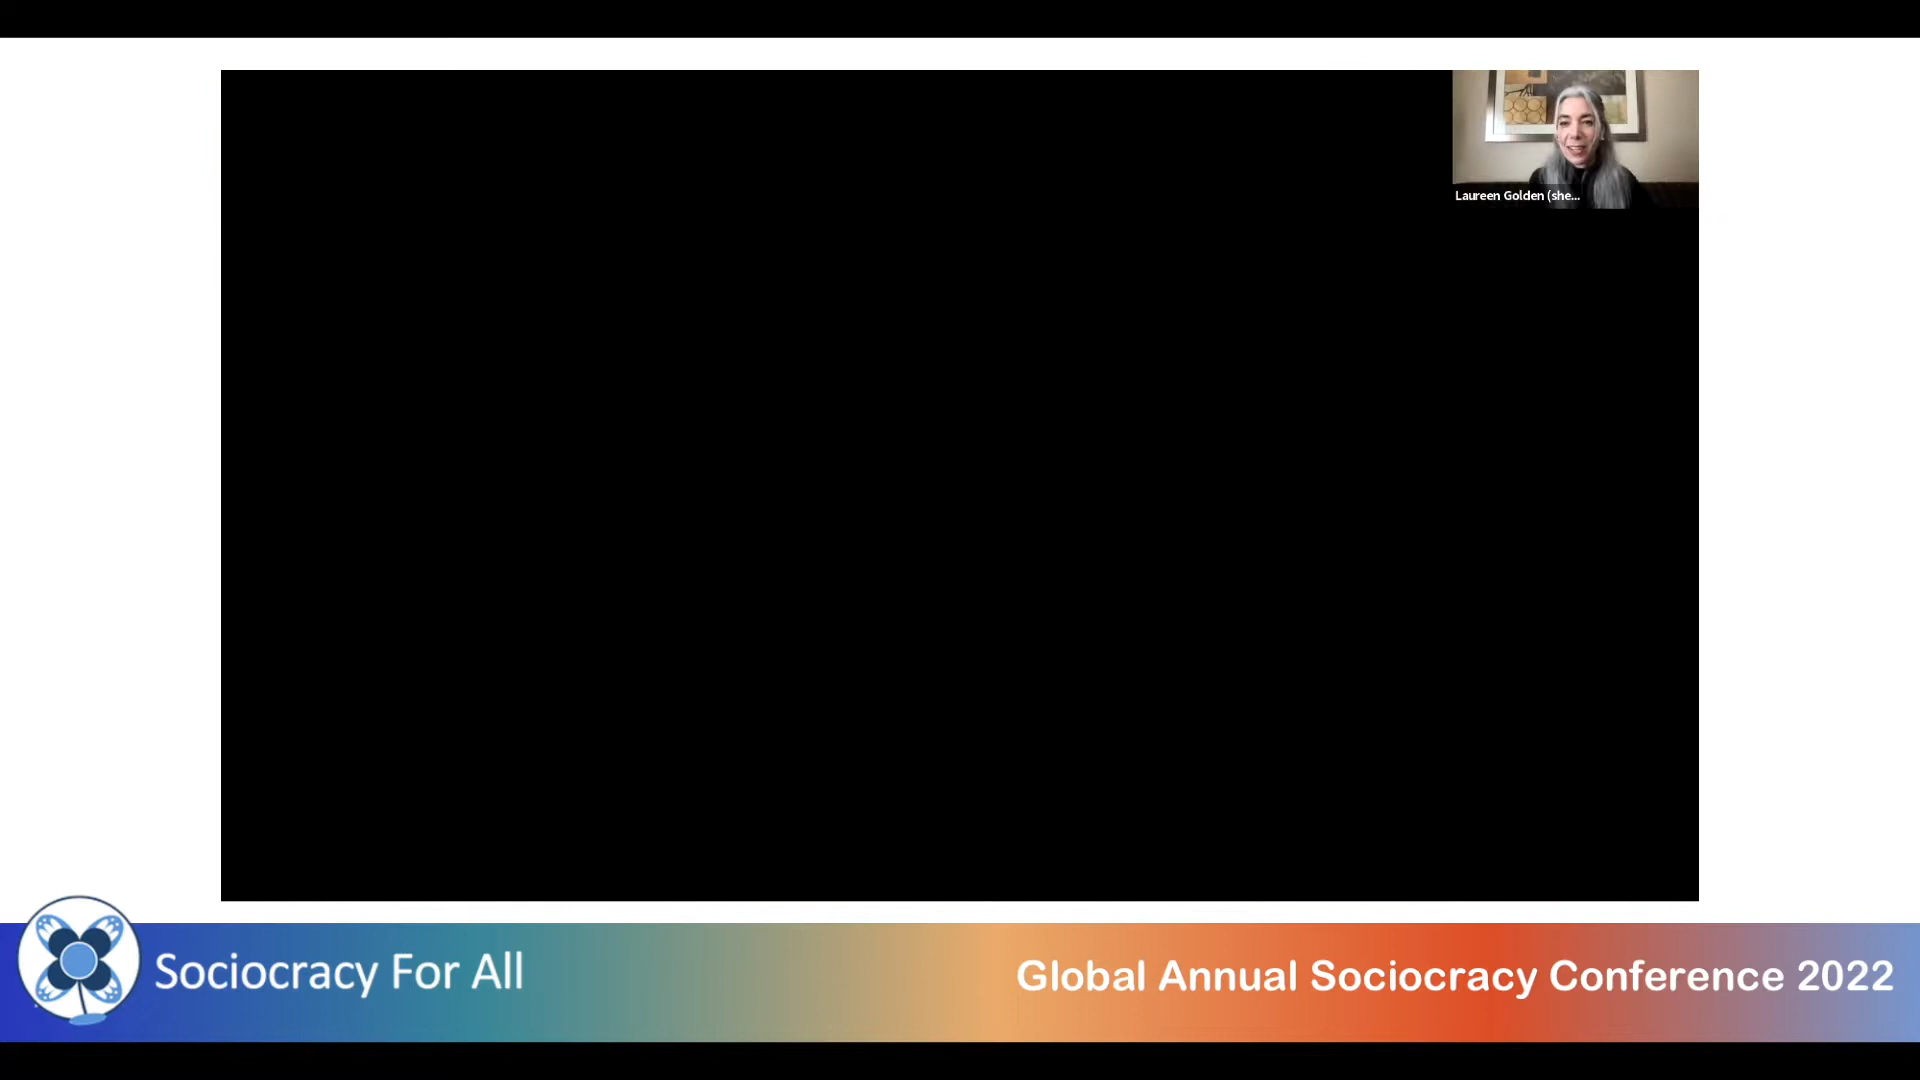 Laureen Golden (she...
Sociocracy For All
Global Annual Sociocracy Conference 2022